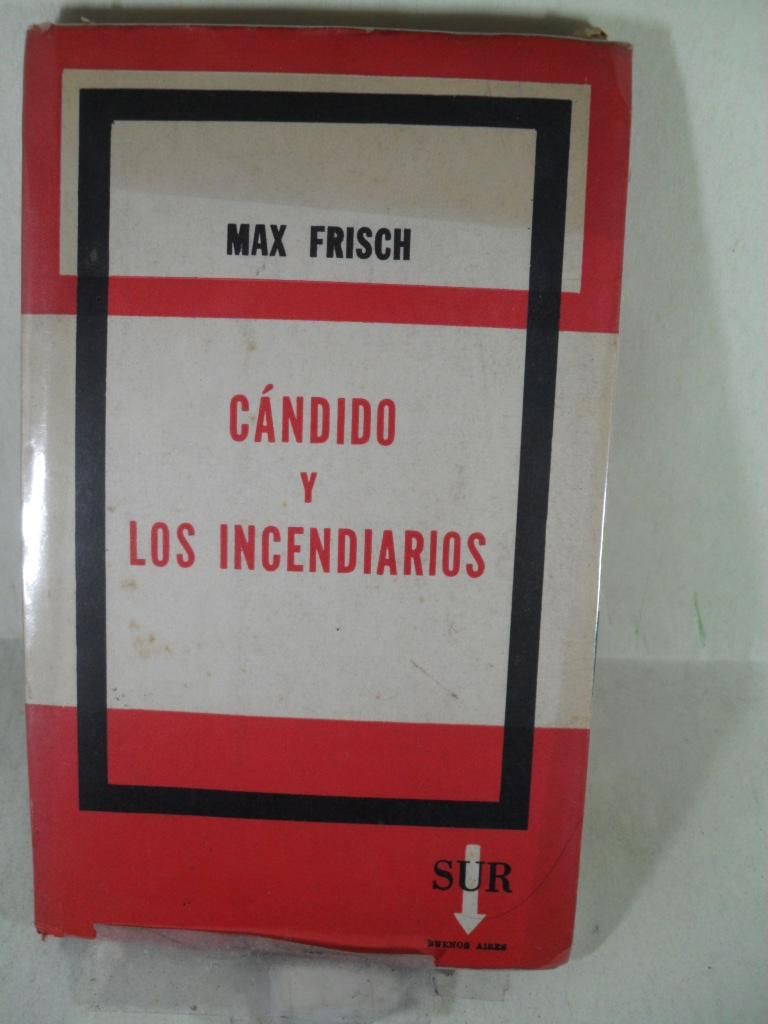 MAX FRISCH
CÁNDIDO
Y
LOS INCENDIARIOS
SUR
BUENOS AIRES